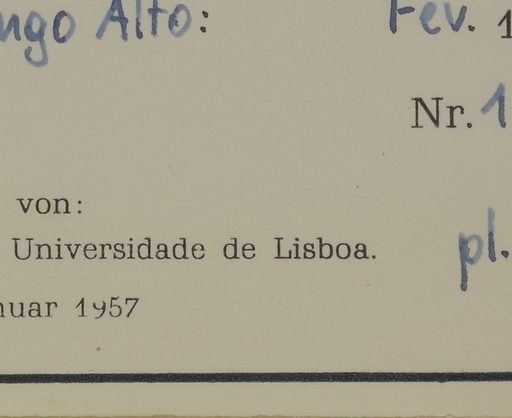 ngo Alto: Fev. 1
Nr. 1
von:
Universidade de Lisboa.
pl.
nuar 1957